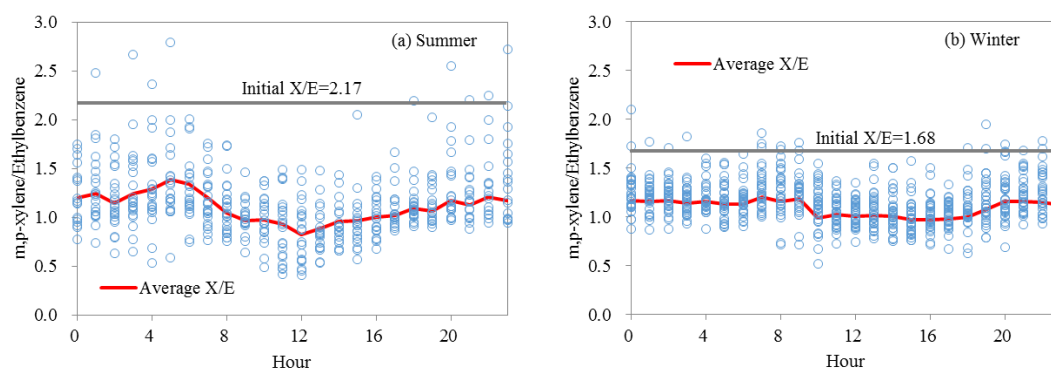 (a) Summer
Initial X/E=2.17
Average X/E
m,p-xylene/Ethylbenzene
3.0
2.5
2.0
1.5
1.0
0.5
0.0
0 4 8 12 16 20
Hour
(b) Winter
Average X/E
Initial X/E=1.68
m,p-xylene/Ethylbenzene
3.0
2.5
2.0
1.5
1.0
0.5
0.0
0 4 8 12 16 20
Hour